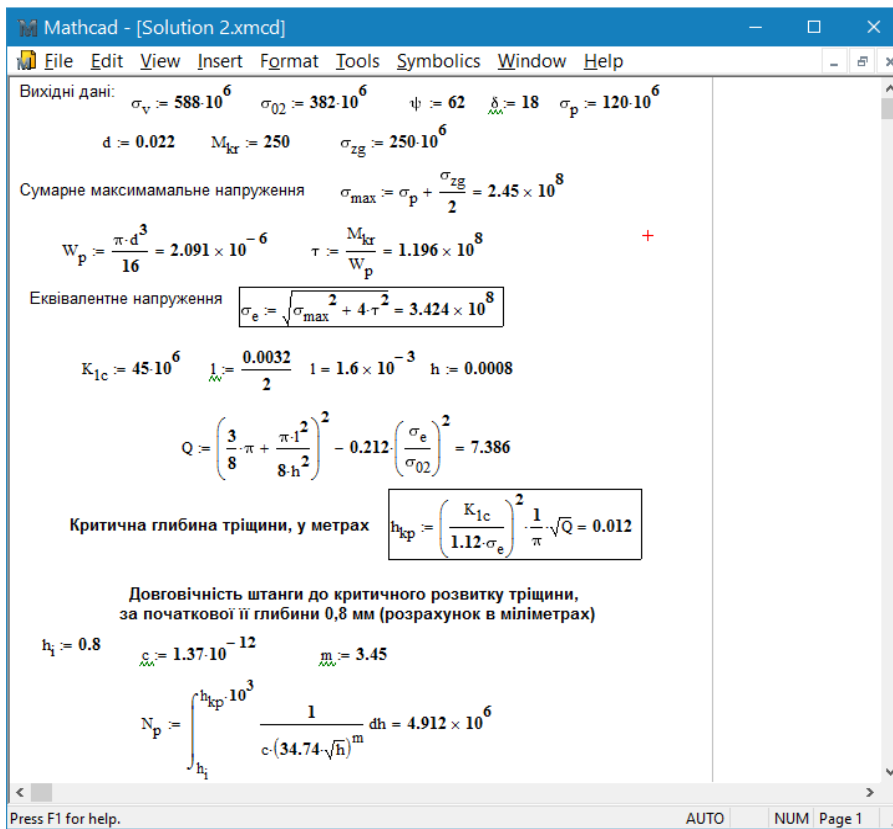 Mathcad - [Solution 2.xmcd]
File Edit View Insert Format Tools Symbolics Window Help
Вихідні дані: σv := 588·10^6 σ02 := 382·10^6 ψ := 62 δ := 18 σp := 120·10^6
d := 0.022 Mkr := 250 σzg := 250·10^6
Сумарне максимамальне напруження σmax := σp + σzg/2 = 2.45 × 10^8
Wp := π·d^3/16 = 2.091 × 10^-6 τ := Mkr/Wp = 1.196 × 10^8
Еквівалентне напруження σe := √(σmax^2 + 4·τ^2) = 3.424 × 10^8
K1c := 45·10^6 l := 0.0032/2 l = 1.6 × 10^-3 h := 0.0008
Q := (3/8·π + π·l^2/8·h^2)^2 − 0.212·(σe/σ02)^2 = 7.386
Критична глибина тріщини, у метрах hkp := (K1c/1.12·σe)^2·1/π·√Q = 0.012
Довговічність штанги до критичного розвитку тріщини,
за початкової її глибини 0,8 мм (розрахунок в міліметрах)
hi := 0.8 c := 1.37·10^-12 m := 3.45
Np := ∫_hi^hkp·10^3 1/c·(34.74·√h)^m dh = 4.912 × 10^6
Press F1 for help. AUTO NUM Page 1